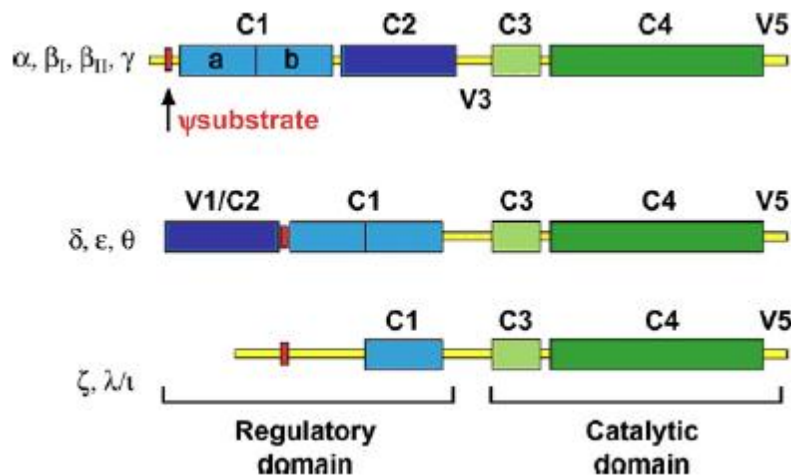 C1 C2 C3 C4 V5
α, βI, βII, γ a b
V3
ψsubstrate
V1/C2 C1 C3 C4 V5
δ, ε, θ
C1 C3 C4 V5
ζ, λ/ι
Regulatory domain
Catalytic domain